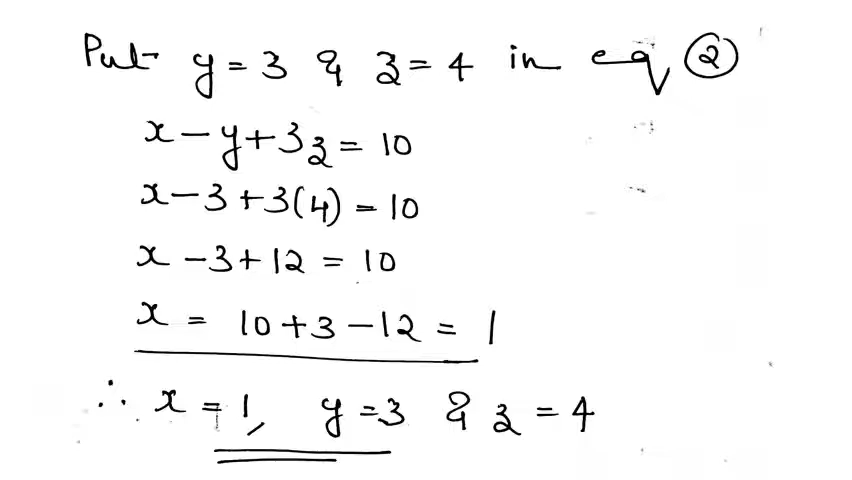 Put y = 3 & z = 4 in eq ②
x - y + 3z = 10
x - 3 + 3(4) = 10
x - 3 + 12 = 10
x = 10 + 3 - 12 = 1
∴ x = 1, y = 3 & z = 4